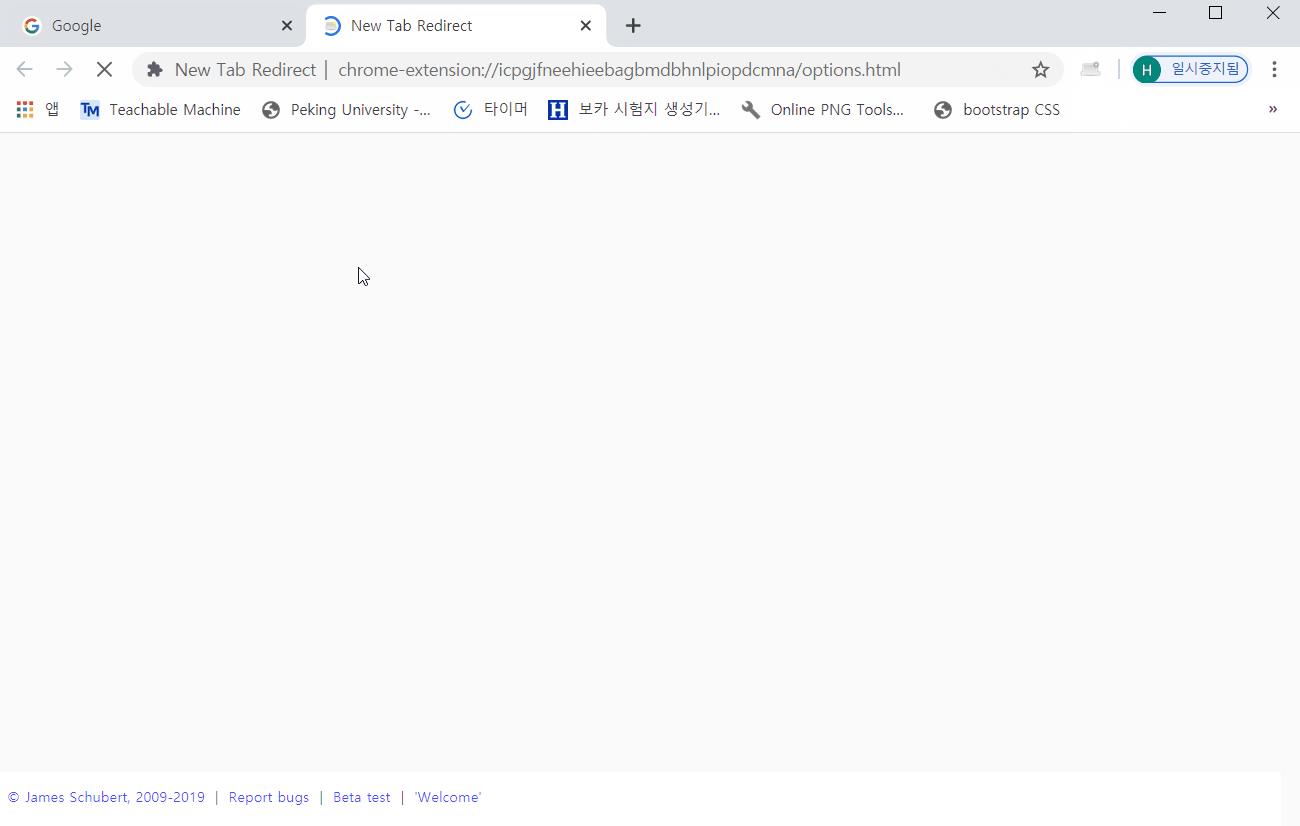 Google New Tab Redirect
New Tab Redirect | chrome-extension://icpgjfneehieebagbmdbhnlpiopdcmna/options.html H 일시중지됨
앱 TM Teachable Machine Peking University -... 타이머 H 보카 시험지 생성기... Online PNG Tools... bootstrap CSS »
© James Schubert, 2009-2019 | Report bugs | Beta test | 'Welcome'